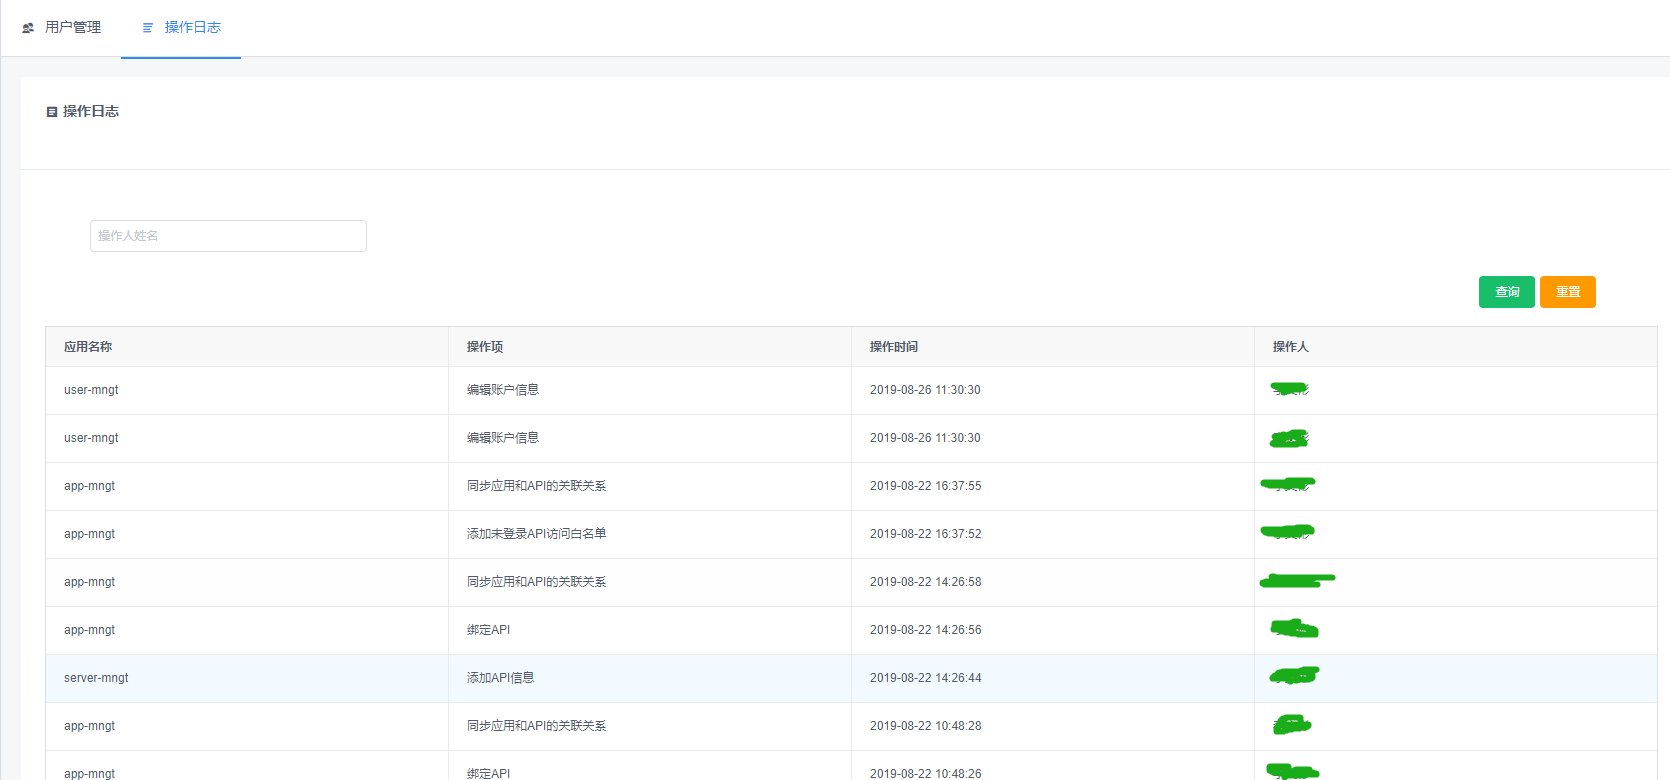 用户管理 操作日志
操作日志
操作人姓名
查询 重置
应用名称 操作项 操作时间 操作人
user-mngt 编辑账户信息 2019-08-26 11:30:30
user-mngt 编辑账户信息 2019-08-26 11:30:30
app-mngt 同步应用和API的关联关系 2019-08-22 16:37:55
app-mngt 添加未登录API访问白名单 2019-08-22 16:37:52
app-mngt 同步应用和API的关联关系 2019-08-22 14:26:58
app-mngt 绑定API 2019-08-22 14:26:56
server-mngt 添加API信息 2019-08-22 14:26:44
app-mngt 同步应用和API的关联关系 2019-08-22 10:48:28
app-mngt 绑定API 2019-08-22 10:48:26